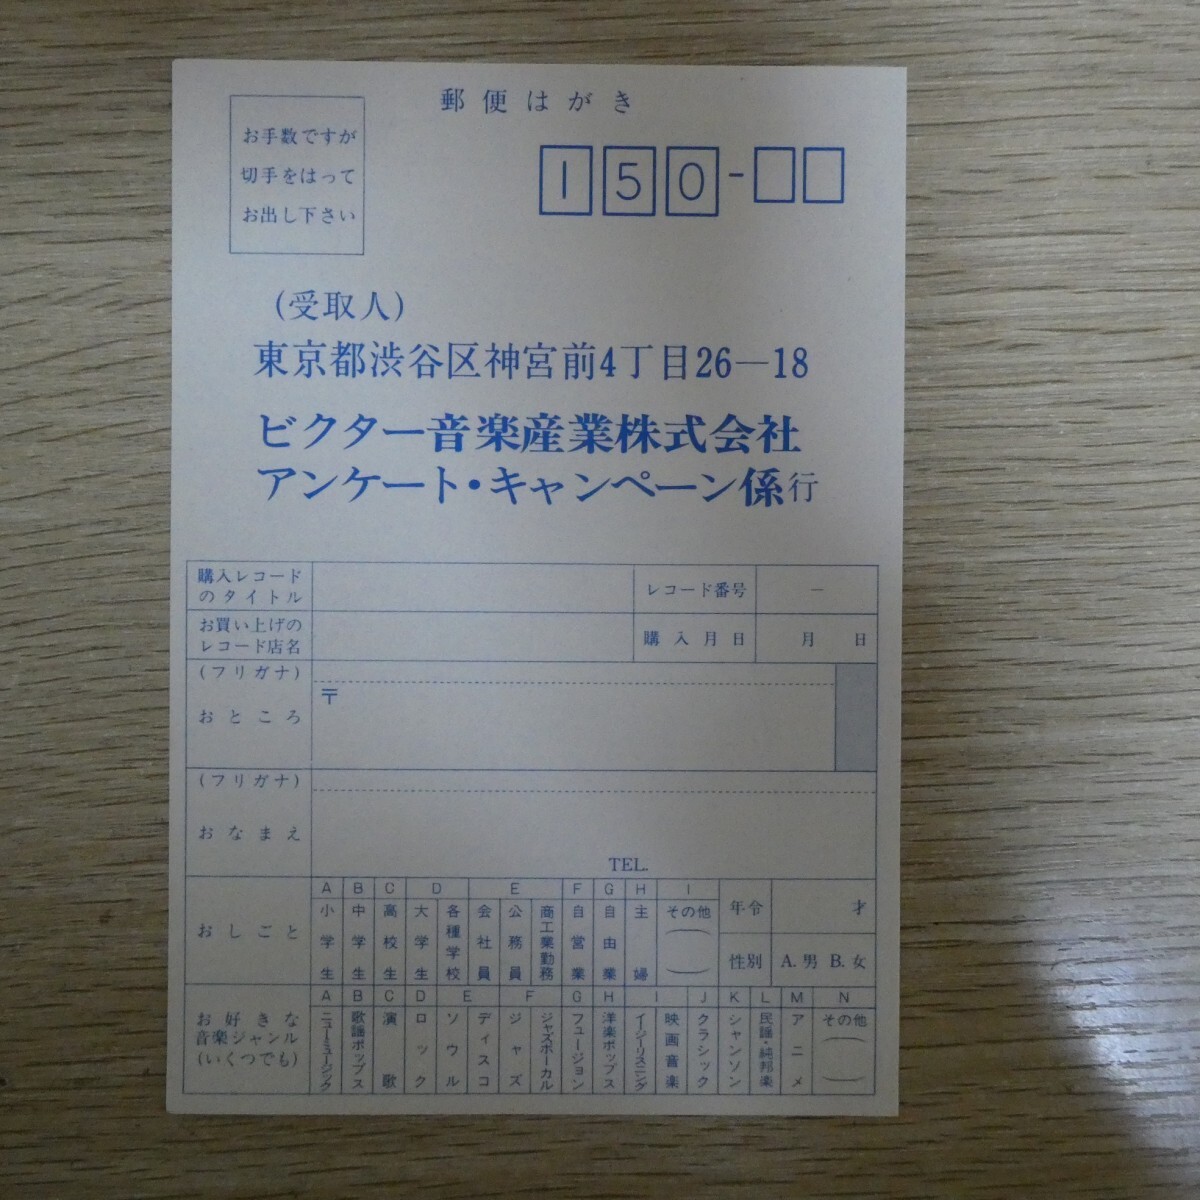 郵便はがき
お手数ですが
切手をはって
お出し下さい
150-
(受取人)
東京都渋谷区神宮前4丁目26—18
ビクター音楽産業株式会社
アンケート・キャンペーン係行
購入レコードのタイトル
レコード番号
—
お買い上げのレコード店名
購入月日
月 日
(フリガナ)
おところ
〒
(フリガナ)
おなまえ
TEL.
おしごと
A 小学生
B 中学生
C 高校生
D 大学生 各種学校
E 会社員 公務員 商工業勤務
F 自営業
G 自由業
H 主婦
I その他( )
年令 才
性別 A.男 B.女
お好きな音楽ジャンル(いくつでも)
A ニューミュージック
B 歌謡ポップス
C 演歌
D ロック
E ソウル ディスコ
F ジャズ ジャズボーカル
G フュージョン
H 洋楽ポップス
I イージーリスニング 映画音楽
J クラシック
K シャンソン
L 民謡・純邦楽
M アニメ
N その他( )